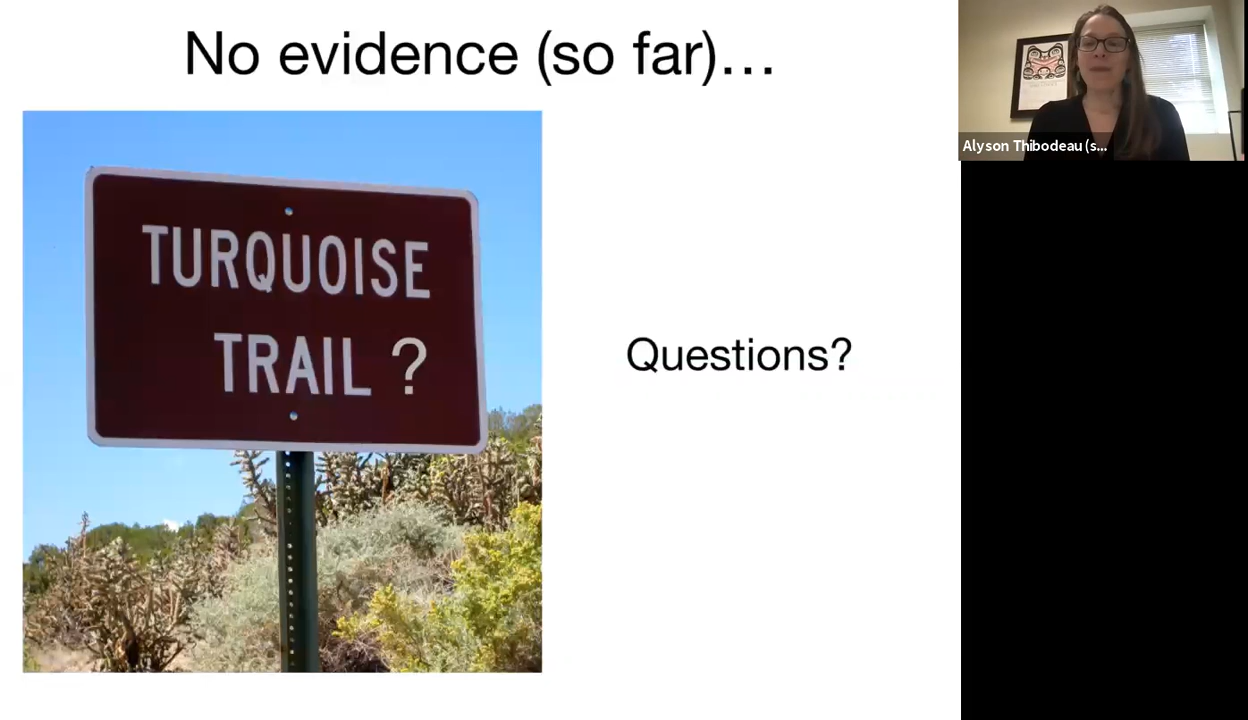 No evidence (so far)...
TURQUOISE
TRAIL ?
Questions?
Alyson Thibodeau (s...